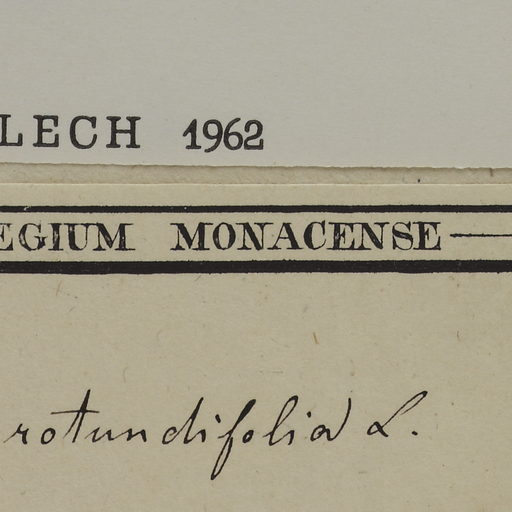 LECH 1962
EGIUM MONACENSE
rotundifolia L.